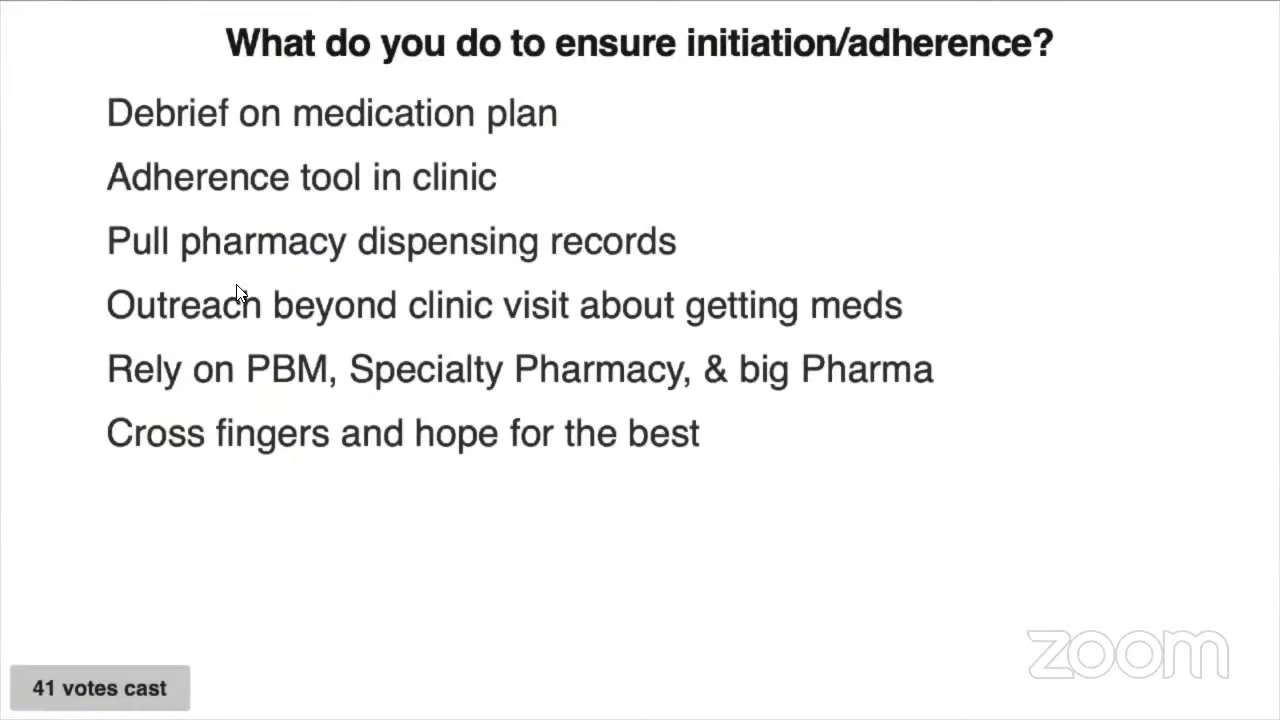 What do you do to ensure initiation/adherence?
Debrief on medication plan
Adherence tool in clinic
Pull pharmacy dispensing records
Outreach beyond clinic visit about getting meds
Rely on PBM, Specialty Pharmacy, & big Pharma
Cross fingers and hope for the best
zoom
41 votes cast